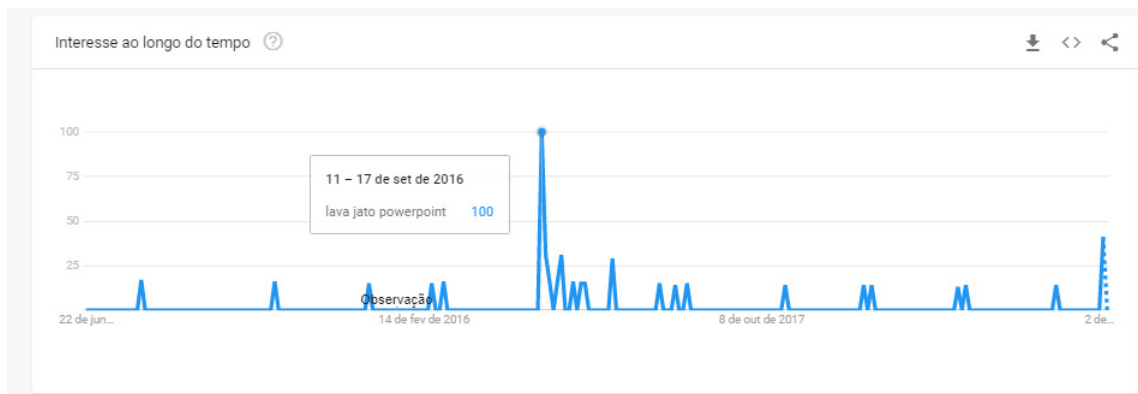 Interesse ao longo do tempo ?
100
75
50
25
11 – 17 de set de 2016
lava jato powerpoint 100
Observação
22 de jun...
14 de fev de 2016
8 de out de 2017
2 de...